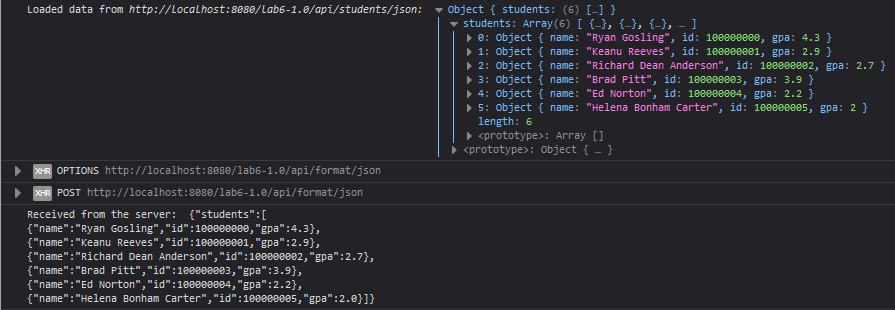 Loaded data from http://localhost:8080/lab6-1.0/api/students/json: ▼ Object { students: (6) […] }
▼ students: Array(6) [ {…}, {…}, {…}, … ]
▶ 0: Object { name: "Ryan Gosling", id: 100000000, gpa: 4.3 }
▶ 1: Object { name: "Keanu Reeves", id: 100000001, gpa: 2.9 }
▶ 2: Object { name: "Richard Dean Anderson", id: 100000002, gpa: 2.7 }
▶ 3: Object { name: "Brad Pitt", id: 100000003, gpa: 3.9 }
▶ 4: Object { name: "Ed Norton", id: 100000004, gpa: 2.2 }
▶ 5: Object { name: "Helena Bonham Carter", id: 100000005, gpa: 2 }
length: 6
▶ <prototype>: Array []
▶ <prototype>: Object { … }
▶ XHR OPTIONS http://localhost:8080/lab6-1.0/api/format/json
▶ XHR POST http://localhost:8080/lab6-1.0/api/format/json
Received from the server:  {"students":[
{"name":"Ryan Gosling","id":100000000,"gpa":4.3},
{"name":"Keanu Reeves","id":100000001,"gpa":2.9},
{"name":"Richard Dean Anderson","id":100000002,"gpa":2.7},
{"name":"Brad Pitt","id":100000003,"gpa":3.9},
{"name":"Ed Norton","id":100000004,"gpa":2.2},
{"name":"Helena Bonham Carter","id":100000005,"gpa":2.0}]}